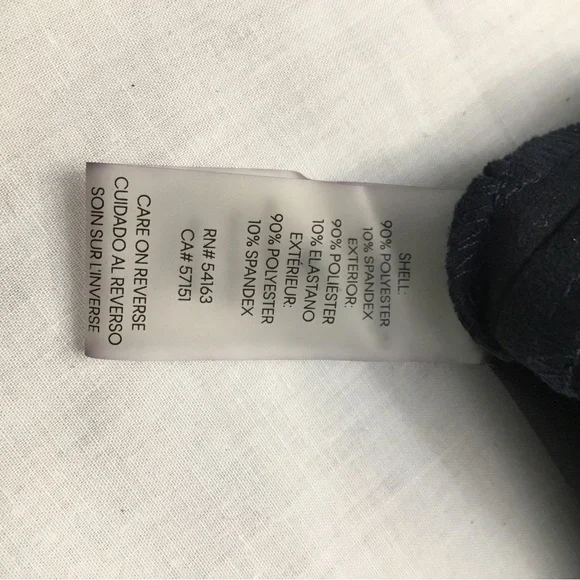 SHELL:
90% POLYESTER
10% SPANDEX
EXTERIOR:
90% POLIÉSTER
10% ELASTANO
EXTÉRIEUR:
90% POLYESTER
10% SPANDEX
RN# 54163
CA# 57151
CARE ON REVERSE
CUIDADO AL REVERSO
SOIN SUR L'INVERSE